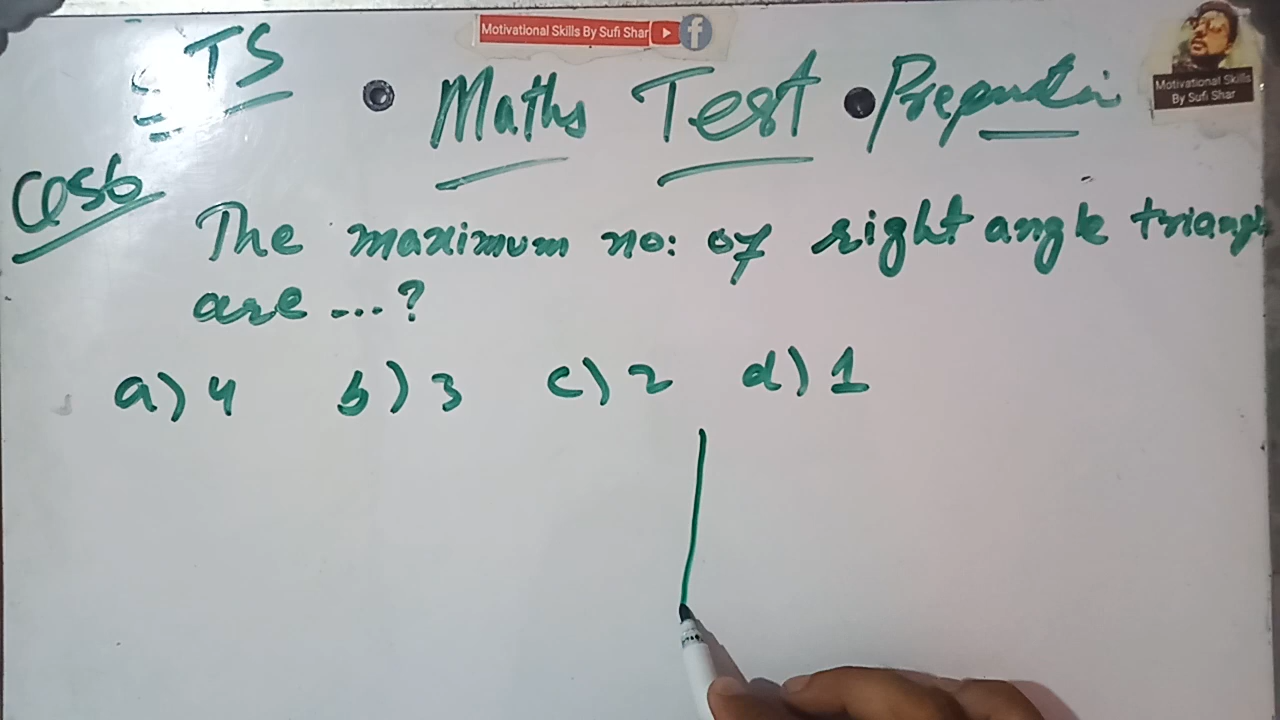 Motivational Skills By Sufi Shar
TS
Maths Test
Motivational Skills
By Sufi Shar
The maximum no: of right angle triangle
are ...?
a) 4 b) 3 c) 2 d) 1